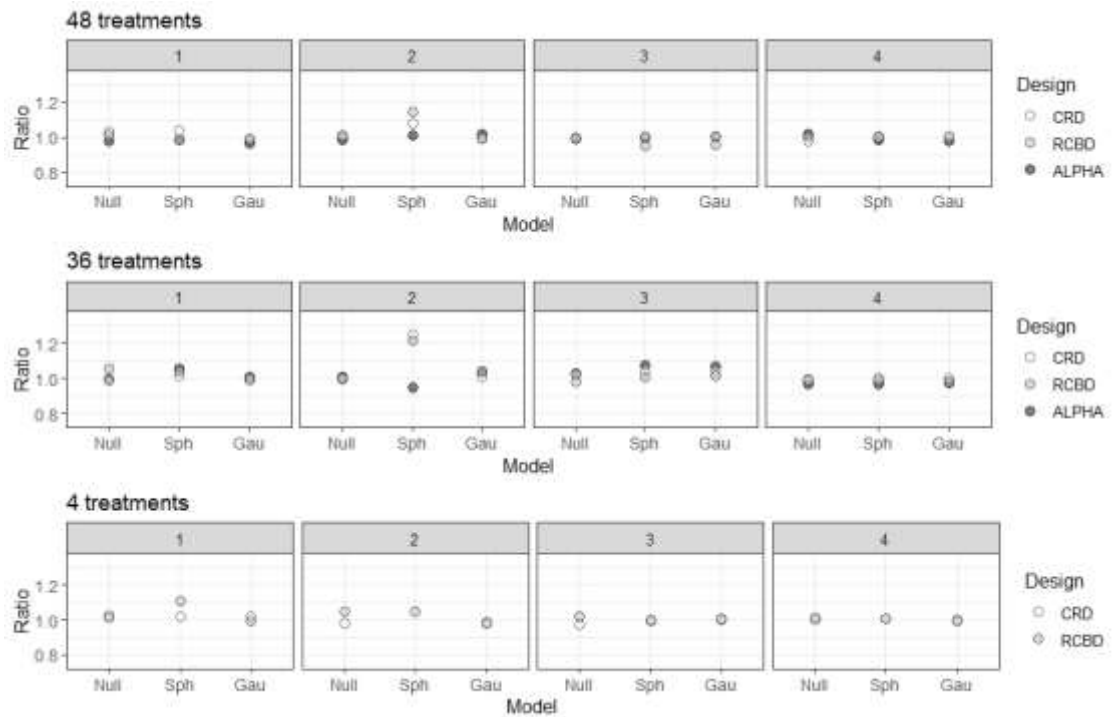 48 treatments
1 2 3 4
Ratio
1.2
1.0
0.8
Null Sph Gau Null Sph Gau Null Sph Gau Null Sph Gau
Model
Design
CRD
RCBD
ALPHA
36 treatments
1 2 3 4
Ratio
1.2
1.0
0.8
Null Sph Gau Null Sph Gau Null Sph Gau Null Sph Gau
Model
Design
CRD
RCBD
ALPHA
4 treatments
1 2 3 4
Ratio
1.2
1.0
0.8
Null Sph Gau Null Sph Gau Null Sph Gau Null Sph Gau
Model
Design
CRD
RCBD